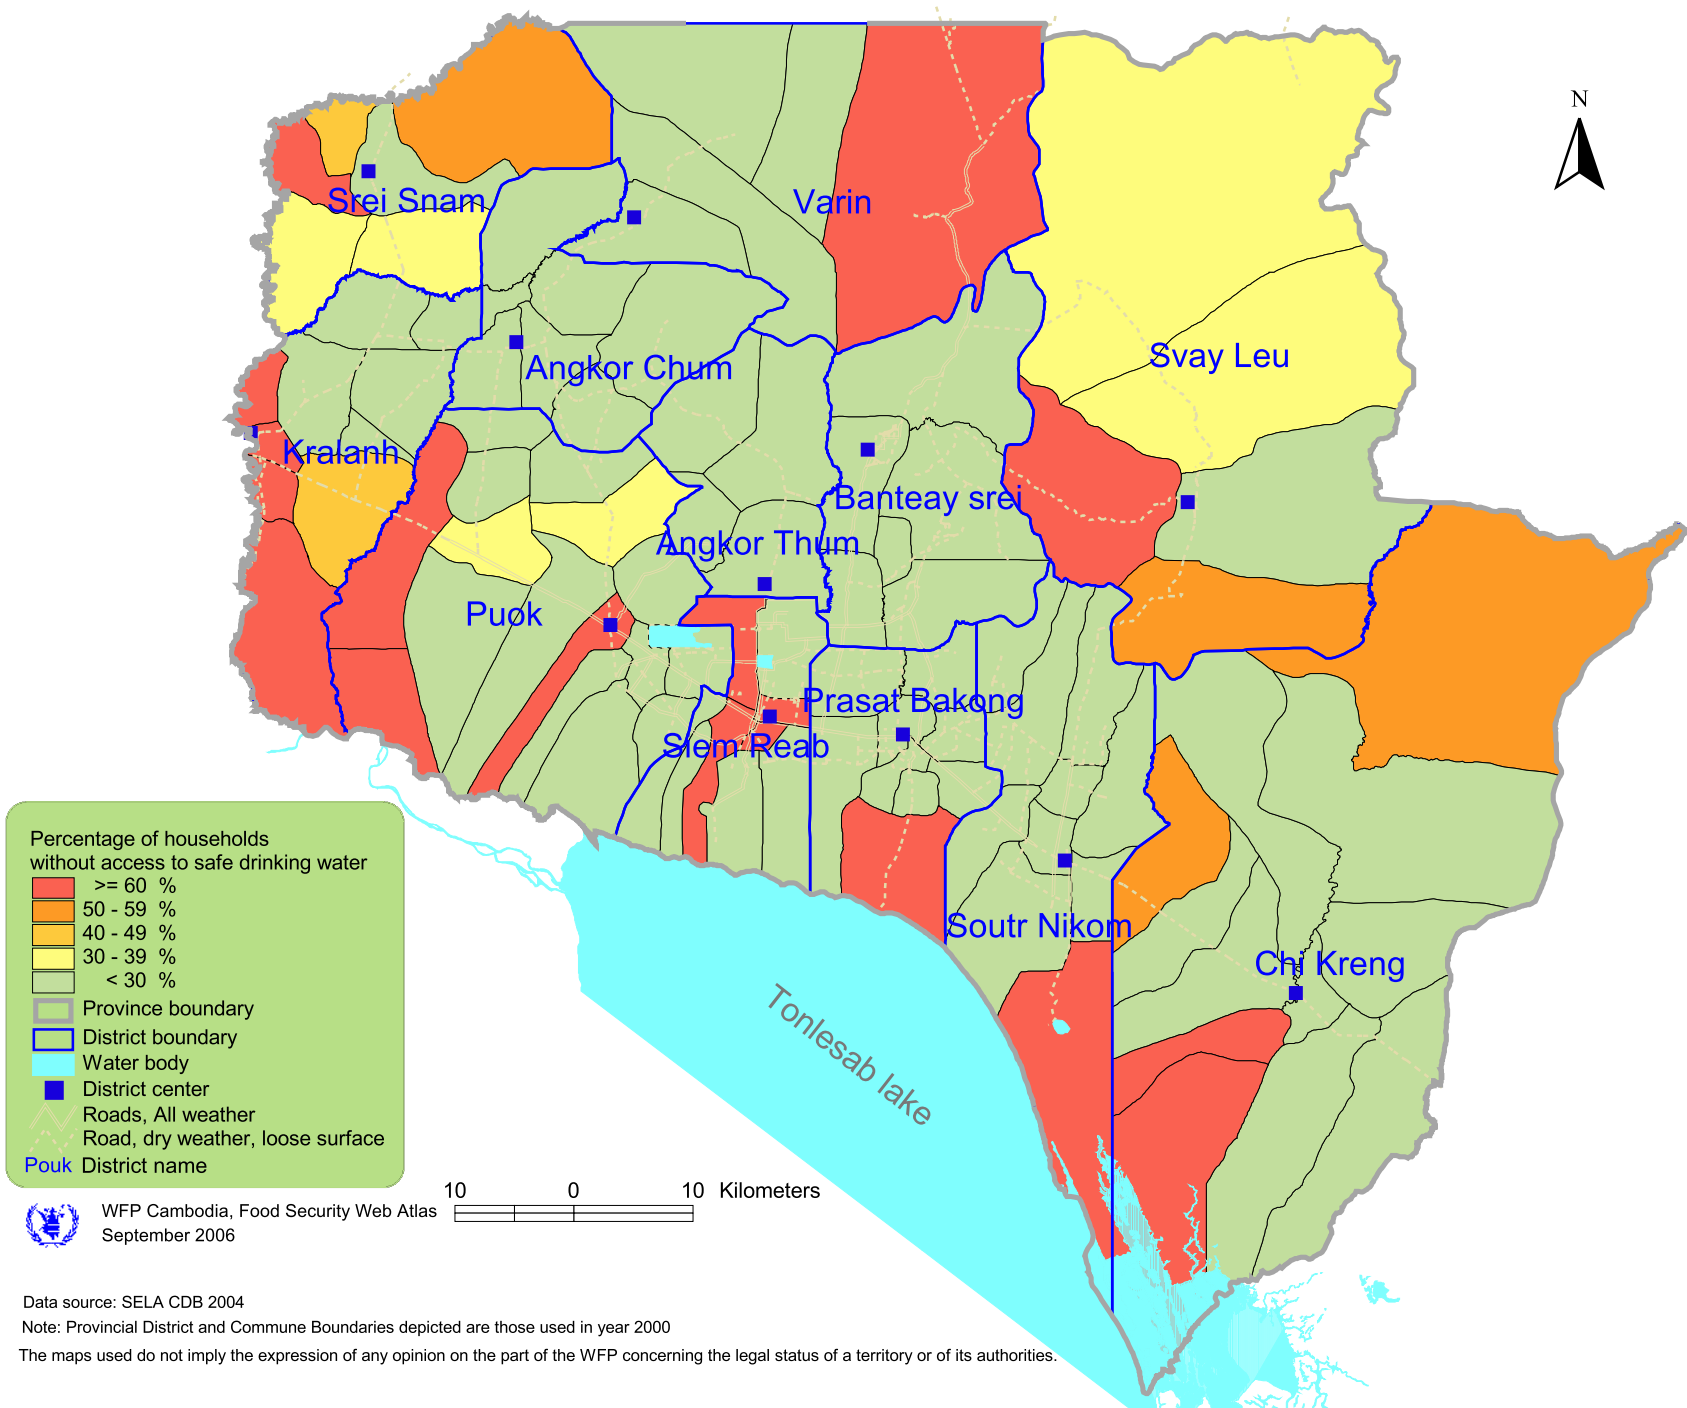 N
Varin
Srei Snam
Svay Leu
Angkor Chum
Kralanh
Banteay srei
Angkor Thum
Puok
Prasat Bakong
Siem Reab
Soutr Nikom
Chi Kreng
Tonlesab lake
Percentage of households
without access to safe drinking water
>= 60 %
50 - 59 %
40 - 49 %
30 - 39 %
< 30 %
Province boundary
District boundary
Water body
District center
Roads, All weather
Road, dry weather, loose surface
Pouk District name
10 0 10 Kilometers
WFP Cambodia, Food Security Web Atlas
September 2006
Data source: SELA CDB 2004
Note: Provincial District and Commune Boundaries depicted are those used in year 2000
The maps used do not imply the expression of any opinion on the part of the WFP concerning the legal status of a territory or of its authorities.